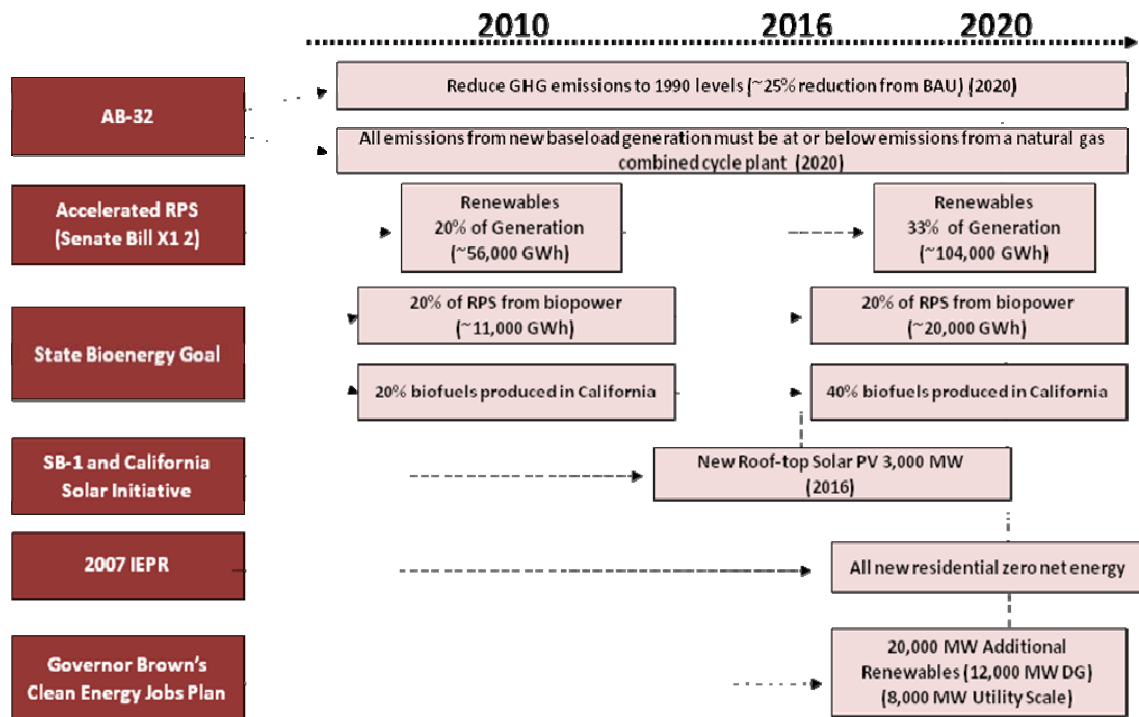 2010 2016 2020
AB-32
Reduce GHG emissions to 1990 levels (~25% reduction from BAU) (2020)
All emissions from new baseload generation must be at or below emissions from a natural gas
combined cycle plant (2020)
Accelerated RPS
(Senate Bill X1 2)
Renewables
20% of Generation
(~56,000 GWh)
Renewables
33% of Generation
(~104,000 GWh)
State Bioenergy Goal
20% of RPS from biopower
(~11,000 GWh)
20% of RPS from biopower
(~20,000 GWh)
20% biofuels produced in California
40% biofuels produced in California
SB-1 and California
Solar Initiative
New Roof-top Solar PV 3,000 MW
(2016)
2007 IEPR
All new residential zero net energy
Governor Brown's
Clean Energy Jobs Plan
20,000 MW Additional
Renewables (12,000 MW DG)
(8,000 MW Utility Scale)